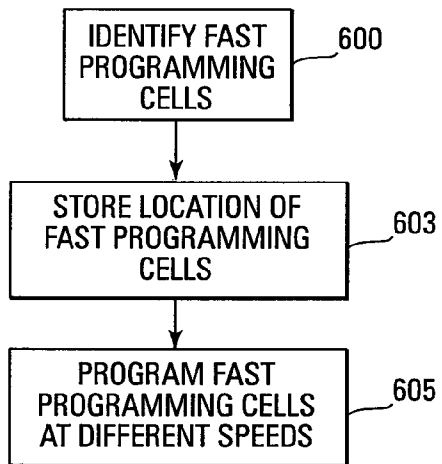 IDENTIFY FAST
PROGRAMMING
CELLS
600
STORE LOCATION OF
FAST PROGRAMMING
CELLS
603
PROGRAM FAST
PROGRAMMING CELLS
AT DIFFERENT SPEEDS
605